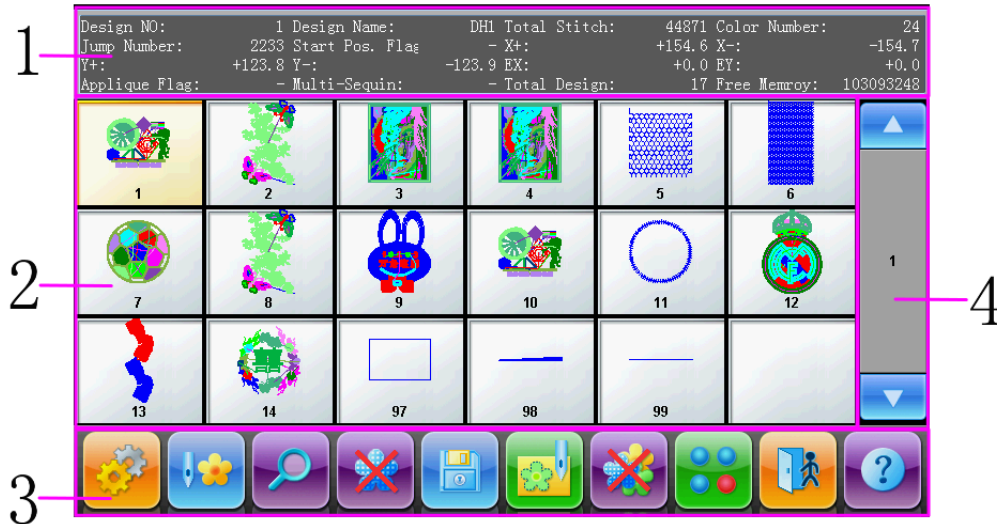 Design NO: 1 Design Name: DH1 Total Stitch: 44871 Color Number: 24
Jump Number: 2233 Start Pos. Flag - X+: +154.6 X-: -154.7
Y+: +123.8 Y-: -123.9 EX: +0.0 EY: +0.0
Applique Flag: - Multi-Sequin: - Total Design: 17 Free Memroy: 103093248
1
1 2 3 4 5 6
2
7 8 9 10 11 12
1
4
13 14 97 98 99
3
?